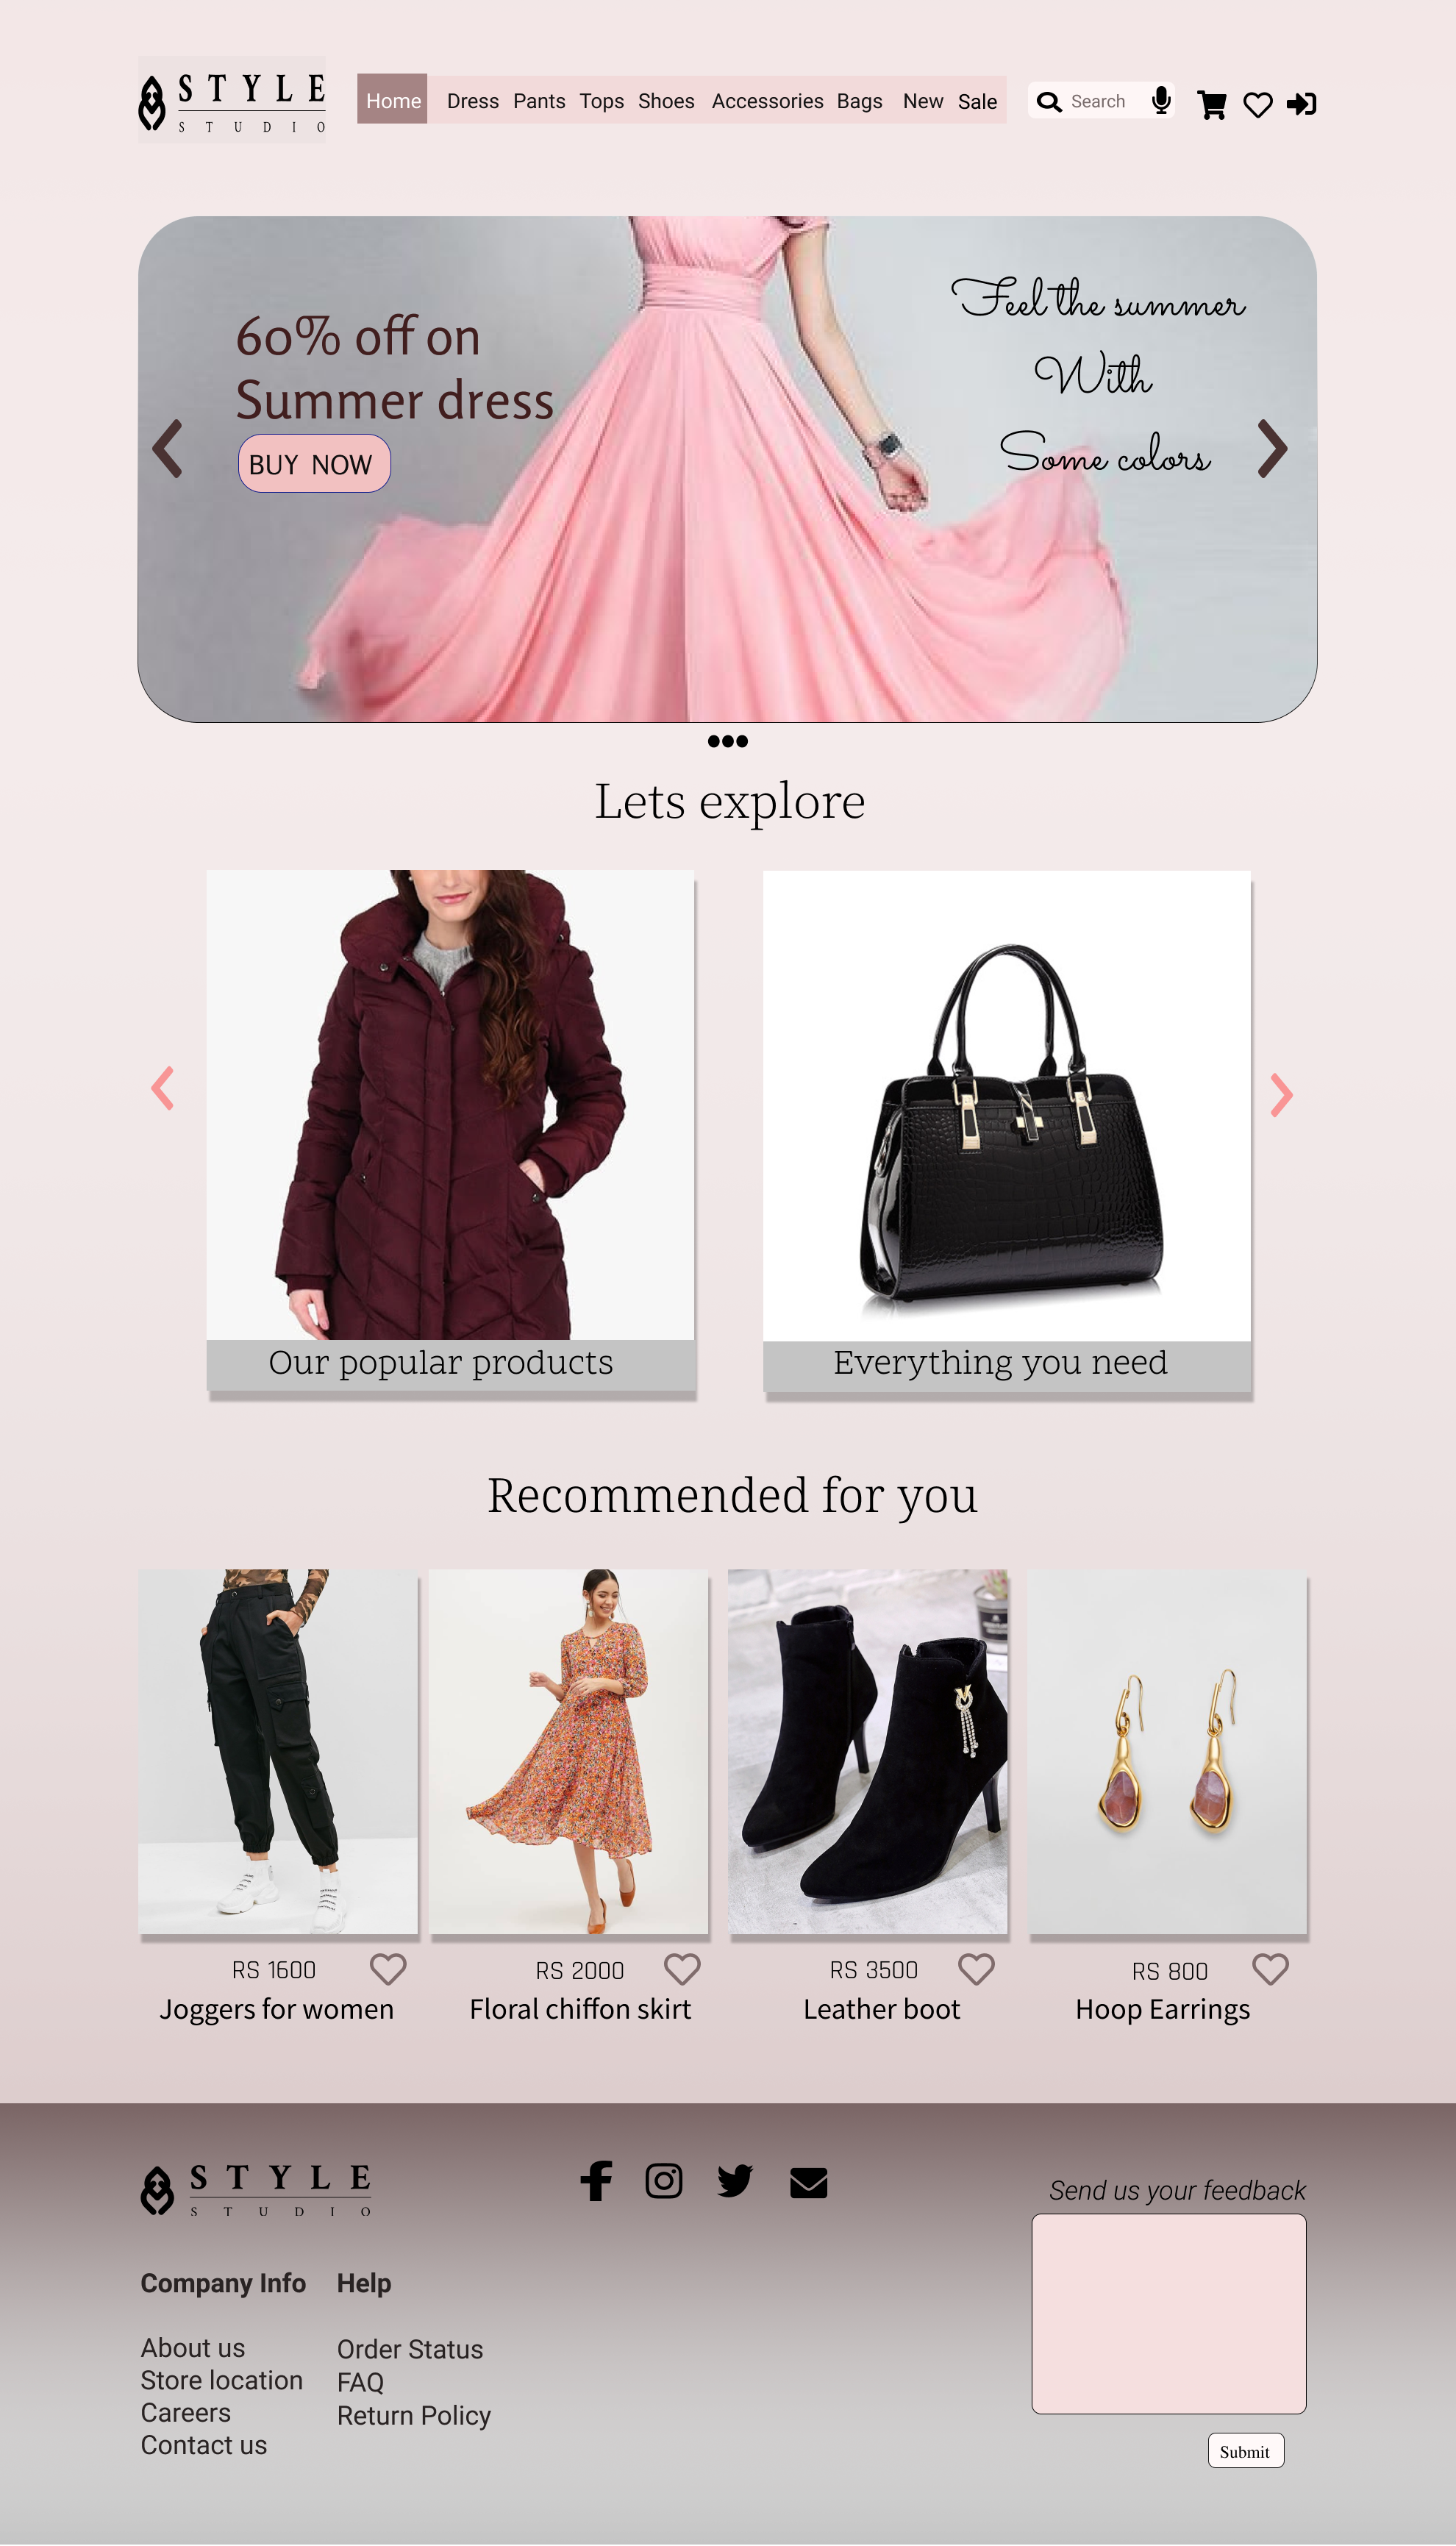 STYLE
STUDIO
Home Dress Pants Tops Shoes Accessories Bags New Sale
Search
60% off on
Summer dress
BUY NOW
Feel the summer
With
Some colors
Lets explore
Our popular products
Everything you need
Recommended for you
RS 1600
Joggers for women
RS 2000
Floral chiffon skirt
RS 3500
Leather boot
RS 800
Hoop Earrings
STYLE
STUDIO
Company Info
About us
Store location
Careers
Contact us
Help
Order Status
FAQ
Return Policy
Send us your feedback
Submit